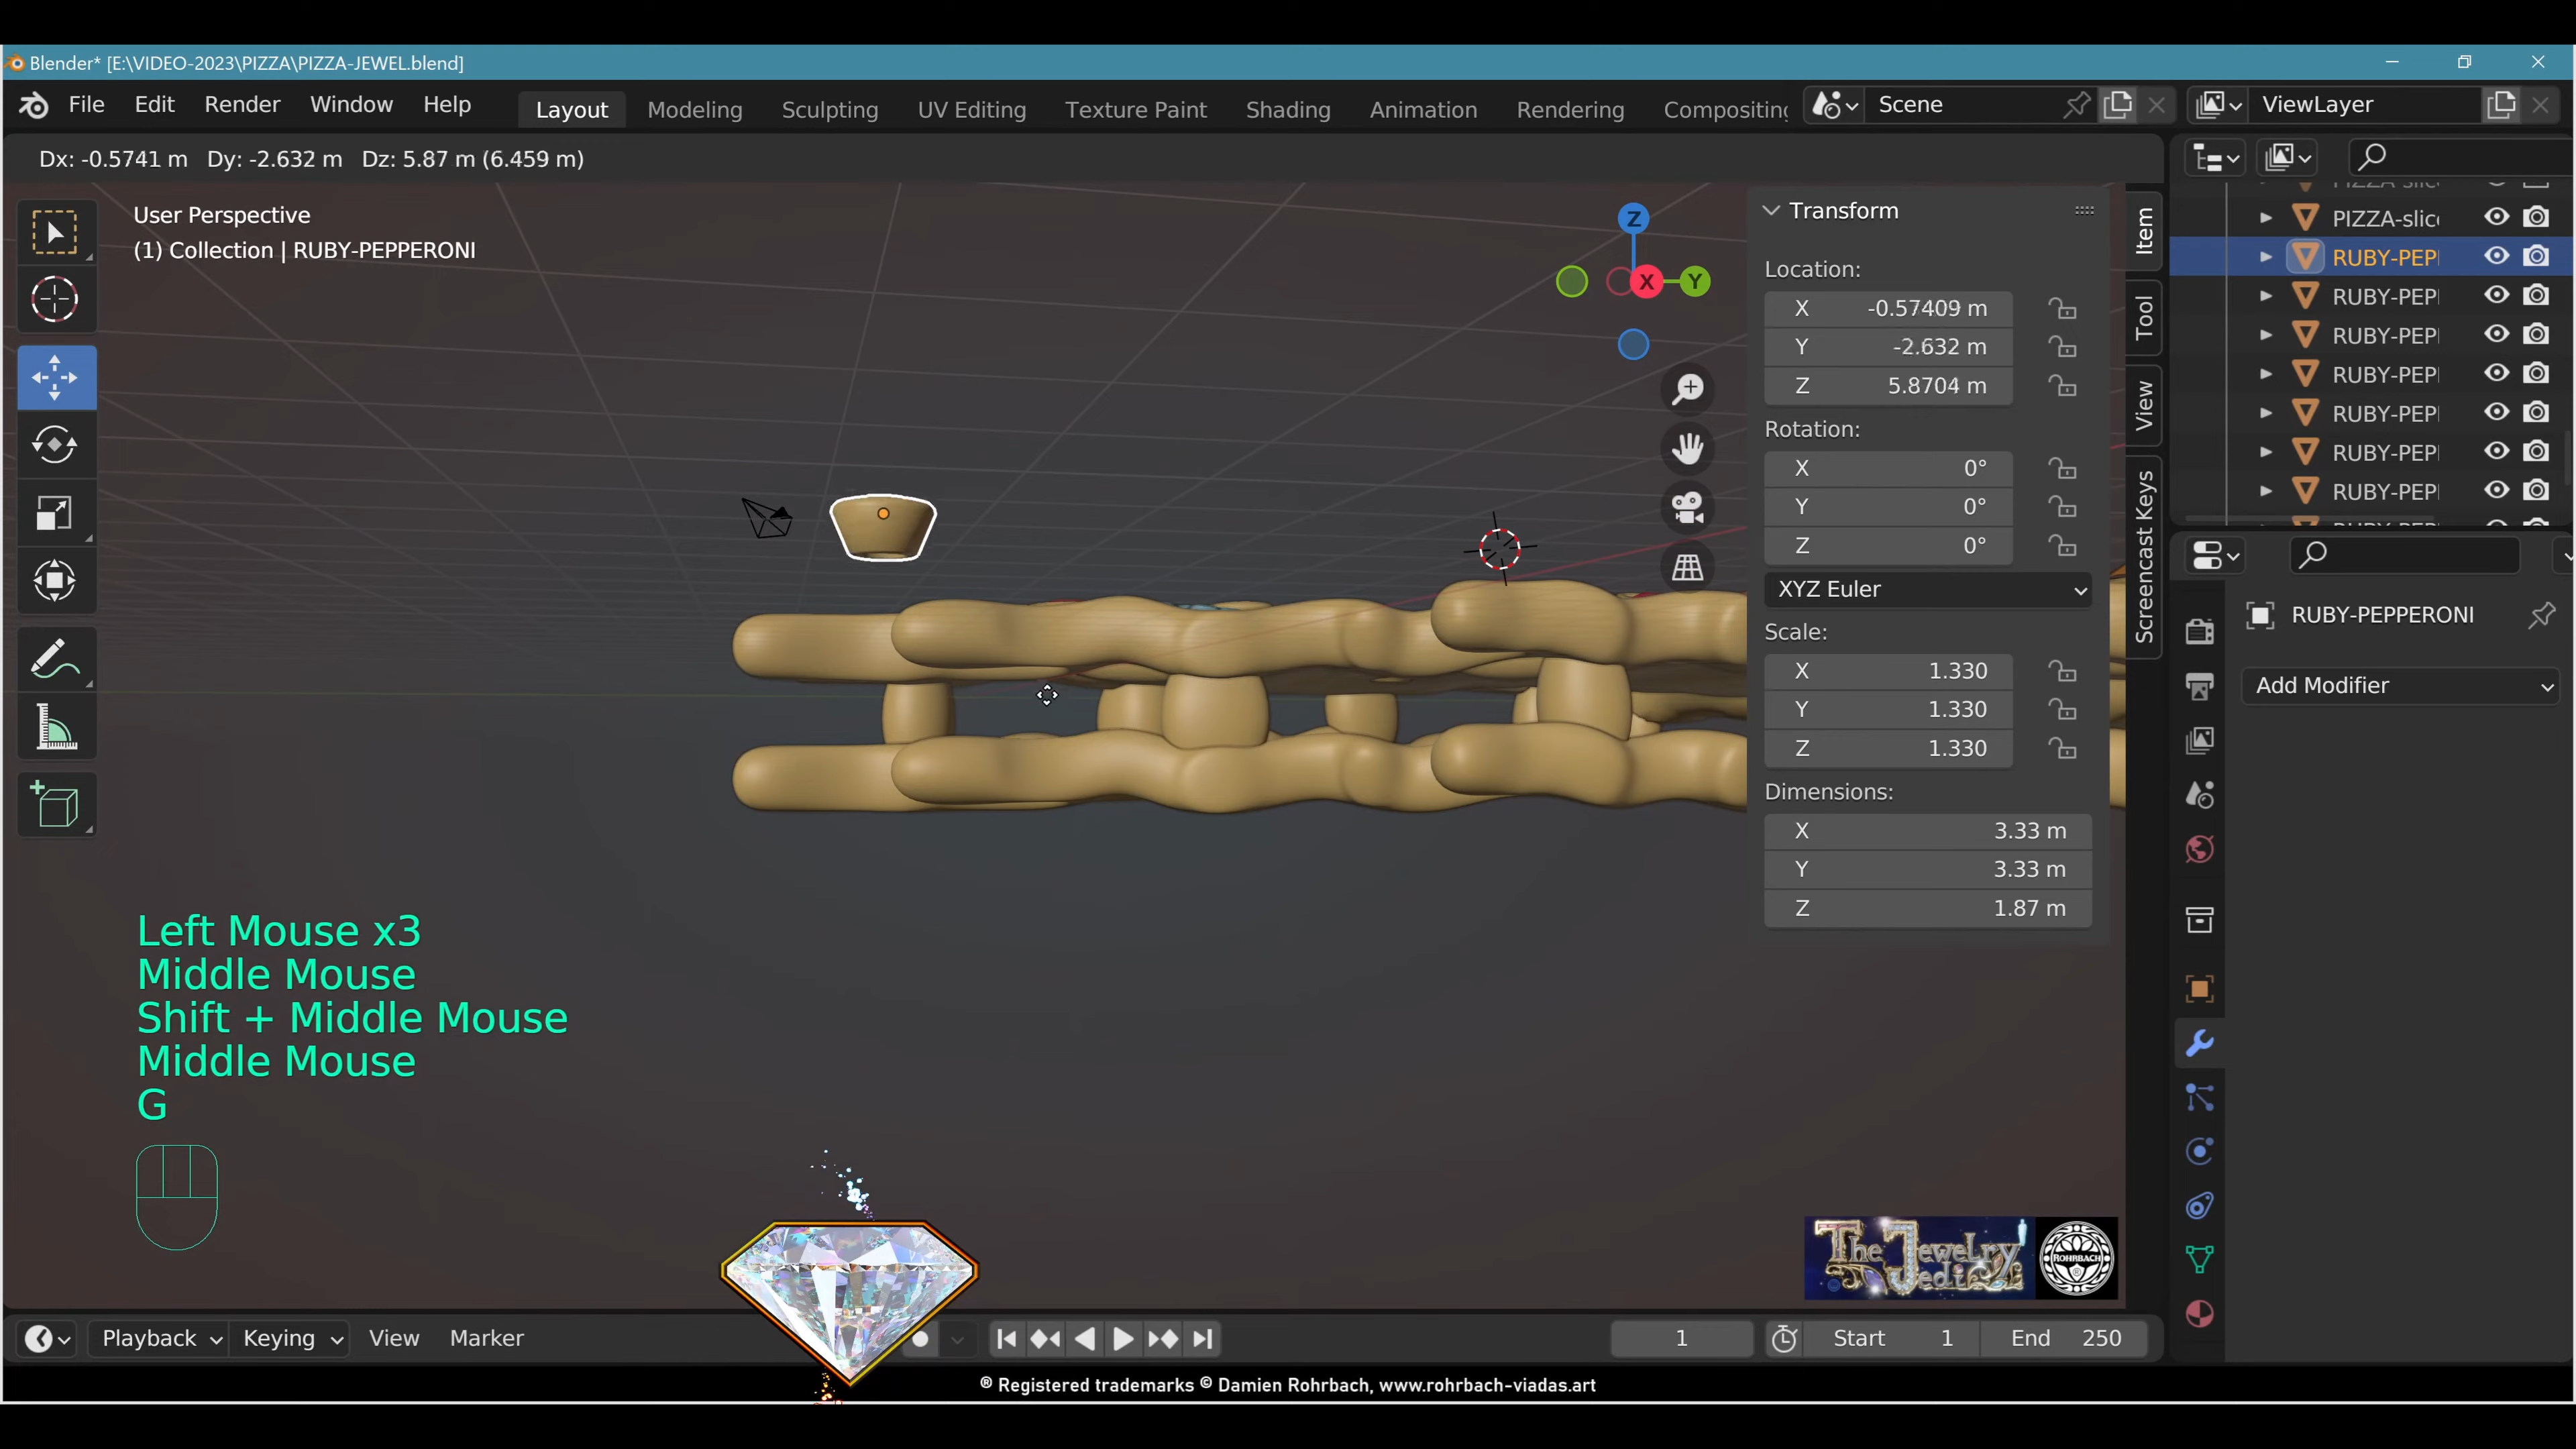 Blender* [E:\VIDEO-2023\PIZZA\PIZZA-JEWEL.blend]
File Edit Render Window Help
Layout Modeling Sculpting UV Editing Texture Paint Shading Animation Rendering Compositing
Scene
ViewLayer
Dx: -0.5741 m Dy: -2.632 m Dz: 5.87 m (6.459 m)
User Perspective
(1) Collection | RUBY-PEPPERONI
Z
X
Y
Transform
Location:
X -0.57409 m
Y -2.632 m
Z 5.8704 m
Rotation:
X 0°
Y 0°
Z 0°
XYZ Euler
Scale:
X 1.330
Y 1.330
Z 1.330
Dimensions:
X 3.33 m
Y 3.33 m
Z 1.87 m
Item
Tool
View
Screencast Keys
PIZZA-slic
RUBY-PEP
RUBY-PEP
RUBY-PEP
RUBY-PEP
RUBY-PEP
RUBY-PEP
RUBY-PEP
RUBY-PEPPERONI
Add Modifier
Left Mouse x3
Middle Mouse
Shift + Middle Mouse
Middle Mouse
G
The Jewelry
Jedi
ROHRBACH
Playback Keying View Marker
1
Start 1
End 250
® Registered trademarks © Damien Rohrbach, www.rohrbach-viadas.art